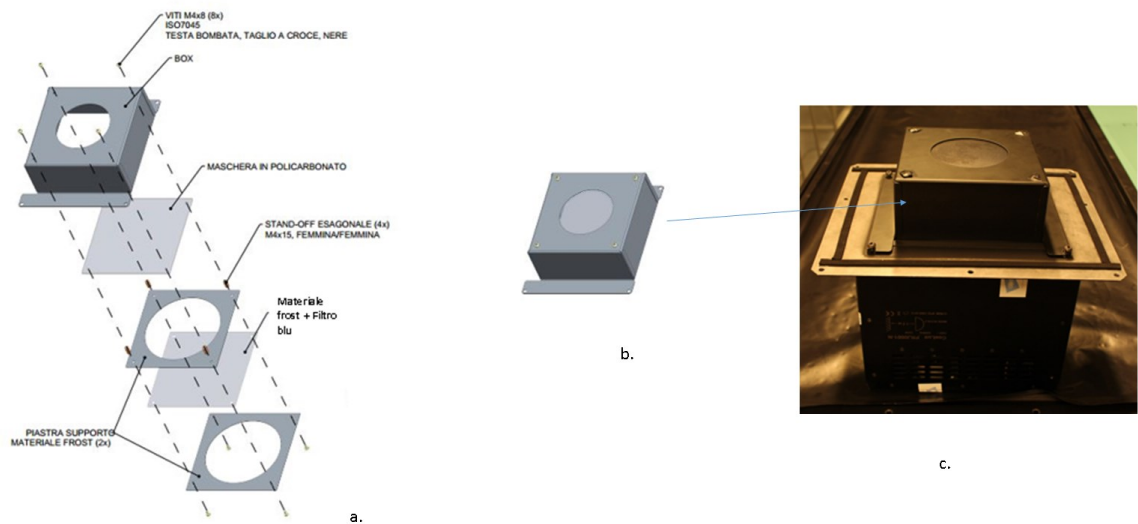 VITI M4x8 (8x)
ISO7045
TESTA BOMBATA, TAGLIO A CROCE, NERE
BOX
MASCHERA IN POLICARBONATO
STAND-OFF ESAGONALE (4x)
M4x15, FEMMINA/FEMMINA
Materiale
frost + Filtro
blu
PIASTRA SUPPORTO
MATERIALE FROST (2x)
a.
b.
c.